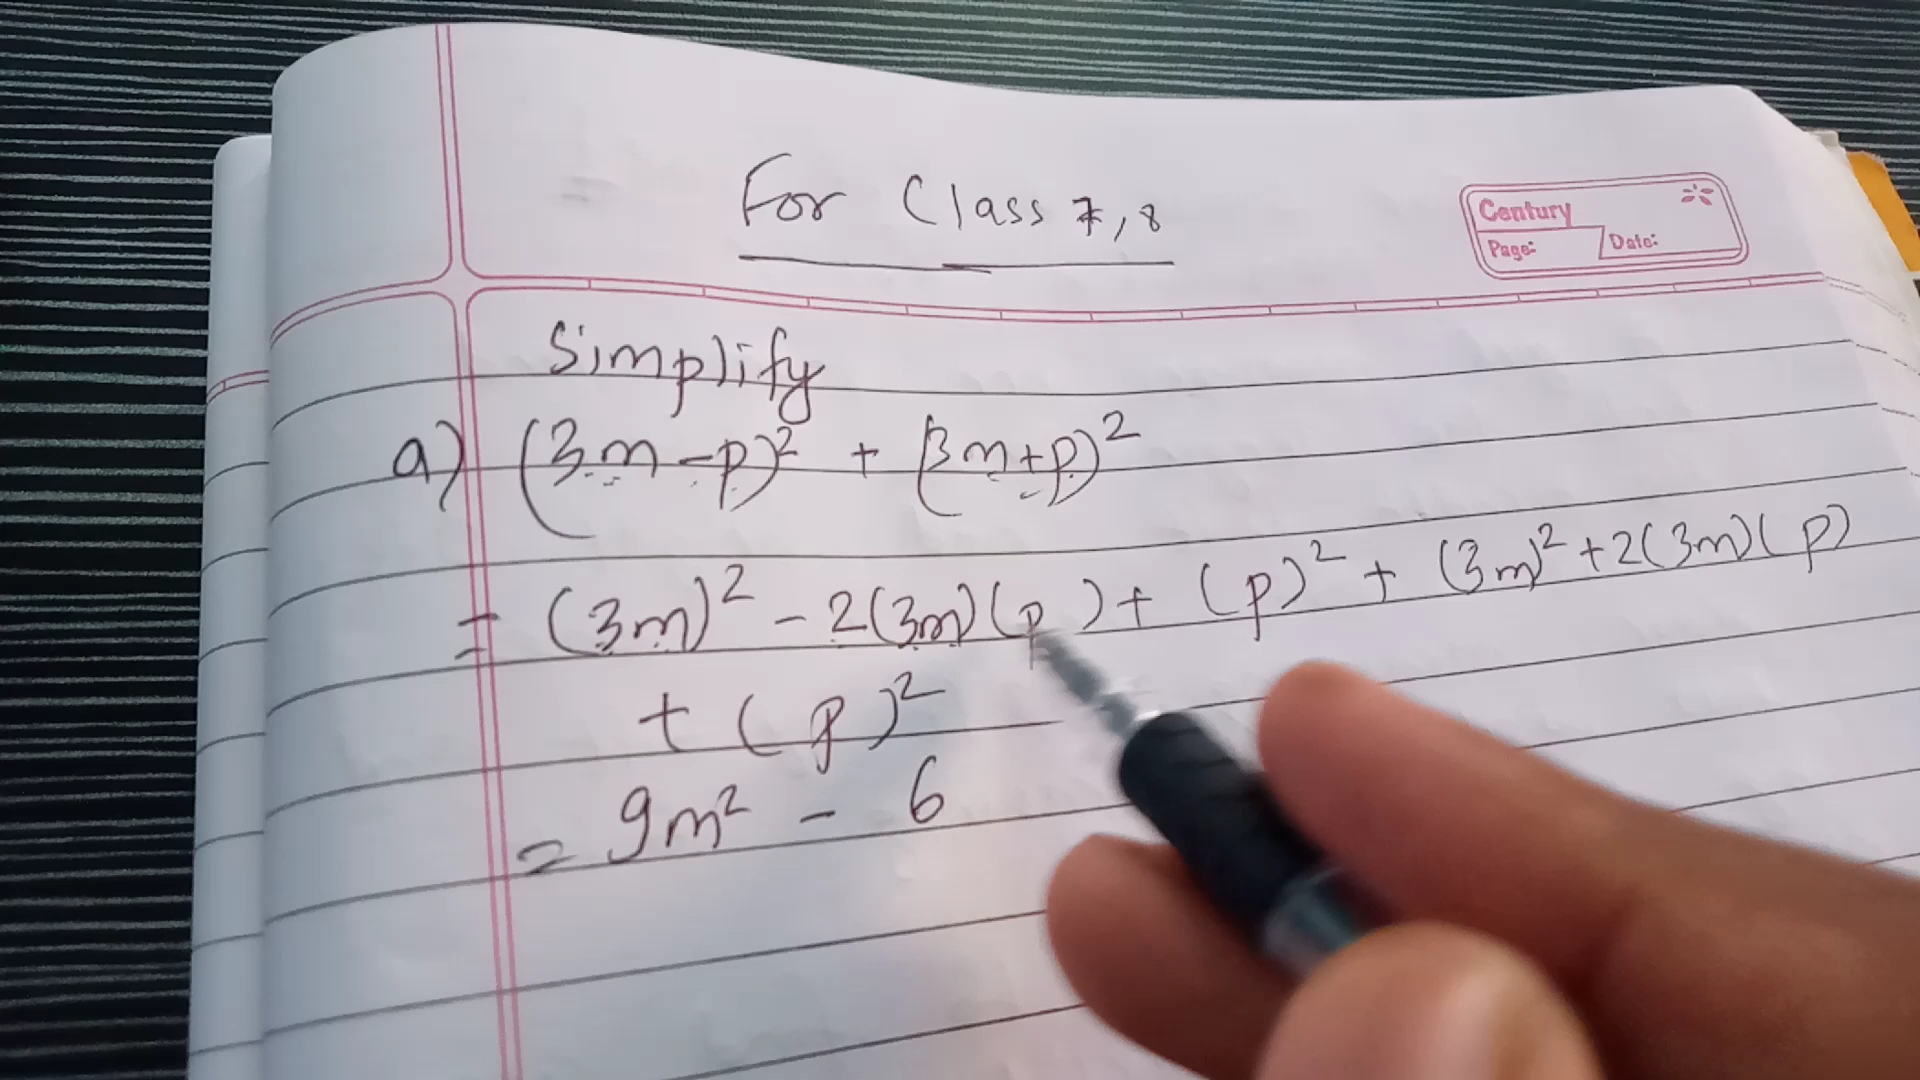 For Class 7, 8
Century
Page: Date:
Simplify
a) (3m-p)² + (3m+p)²
= (3m)² - 2(3m)(p) + (p)² + (3m)² + 2(3m)(p)
+ (p)²
= 9m² - 6